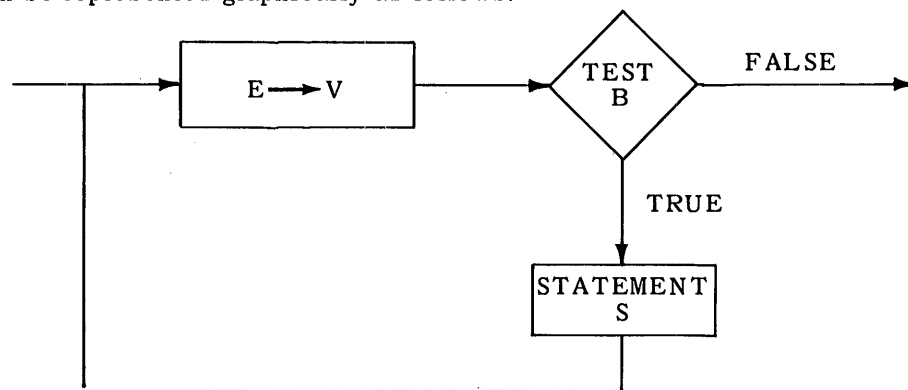 FALSE
TEST
E → V
B
TRUE
STATEMENT
S